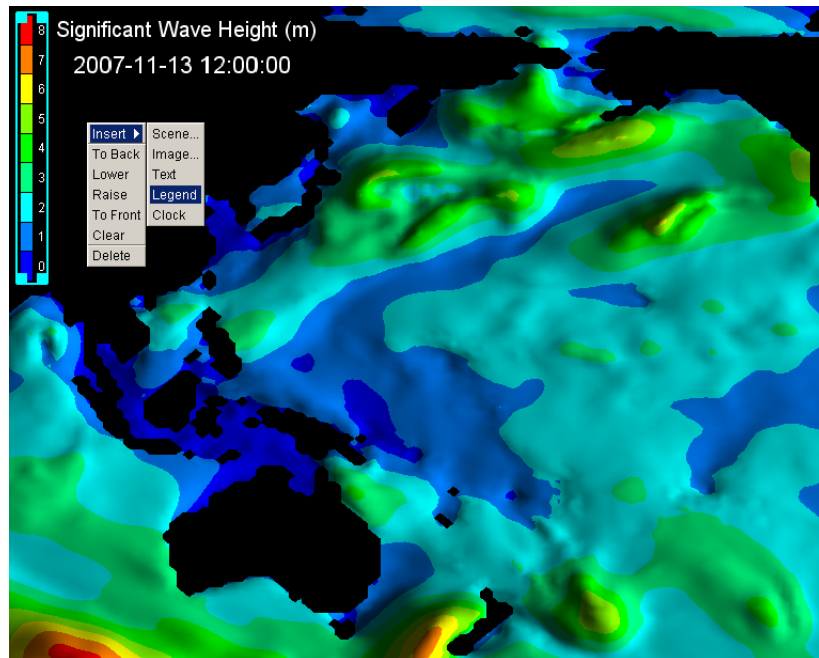 Significant Wave Height (m)
2007-11-13 12:00:00
8
7
6
5
4
3
2
1
0
Insert
To Back
Lower
Raise
To Front
Clear
Delete
Scene...
Image...
Text
Legend
Clock